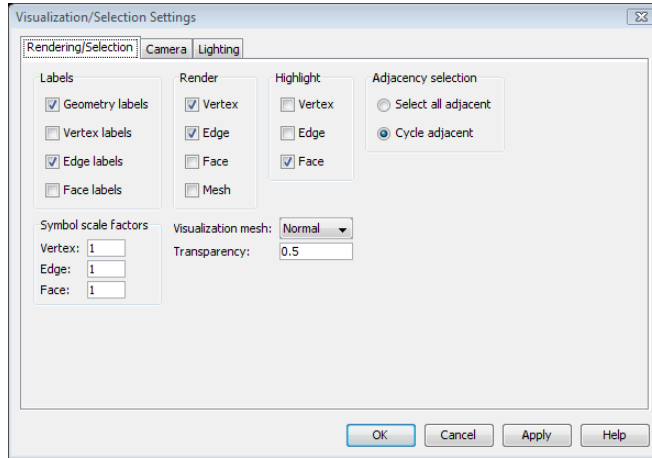 Visualization/Selection Settings
Rendering/Selection Camera Lighting
Labels Render Highlight Adjacency selection
Geometry labels Vertex Vertex Select all adjacent
Vertex labels Edge Edge Cycle adjacent
Edge labels Face Face
Face labels Mesh
Symbol scale factors Visualization mesh: Normal
Vertex: 1 Transparency: 0.5
Edge: 1
Face: 1
OK Cancel Apply Help